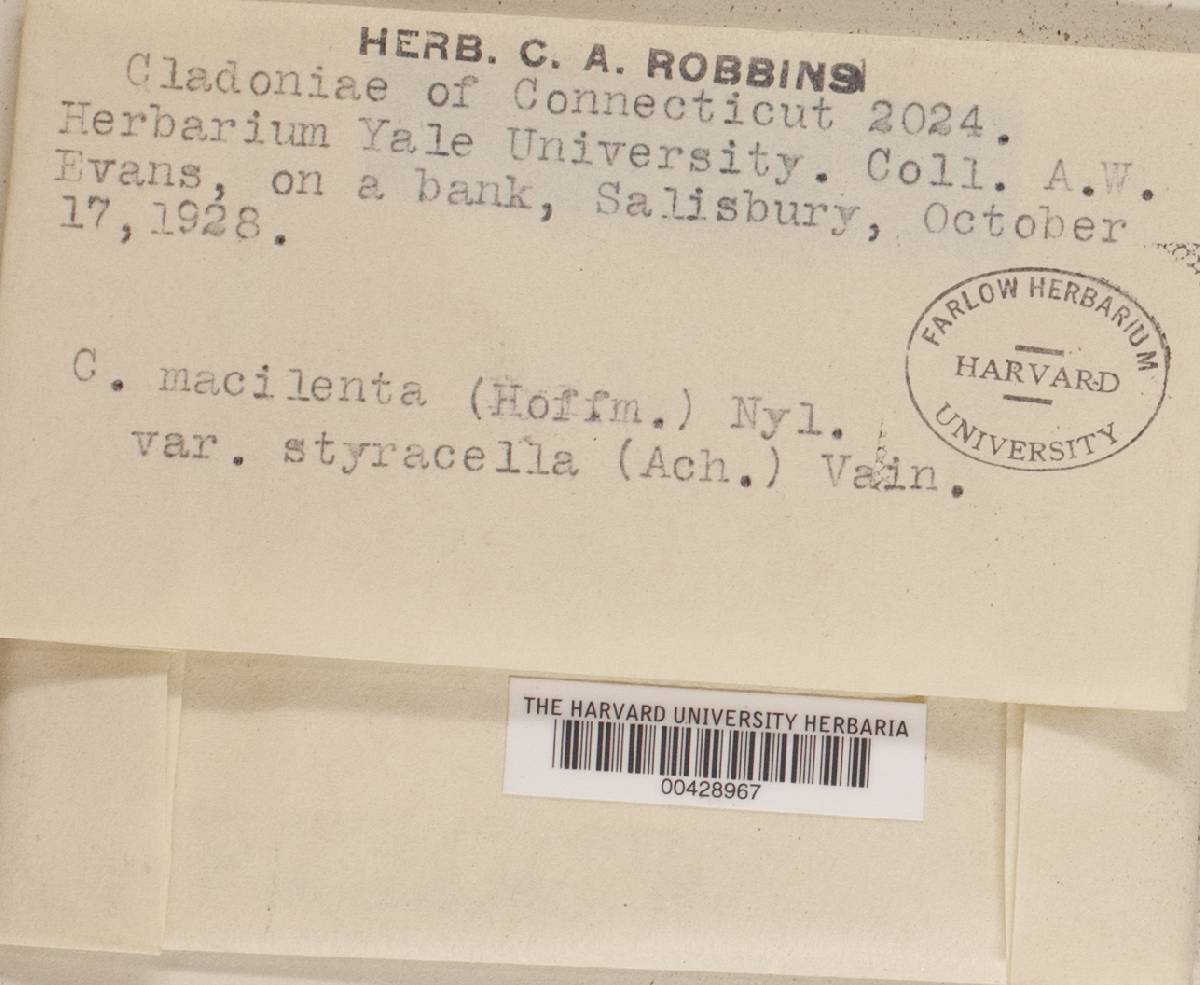 HERB. C. A. ROBBINS
Cladoniae of Connecticut 2024.
Herbarium Yale University. Coll. A.W.
Evans, on a bank, Salisbury, October
17,1928.
FARLOW HERBARIUM
HARVARD
UNIVERSITY
C. macilenta (Hoffm.) Nyl.
var. styracella (Ach.) Vain.
THE HARVARD UNIVERSITY HERBARIA
00428967